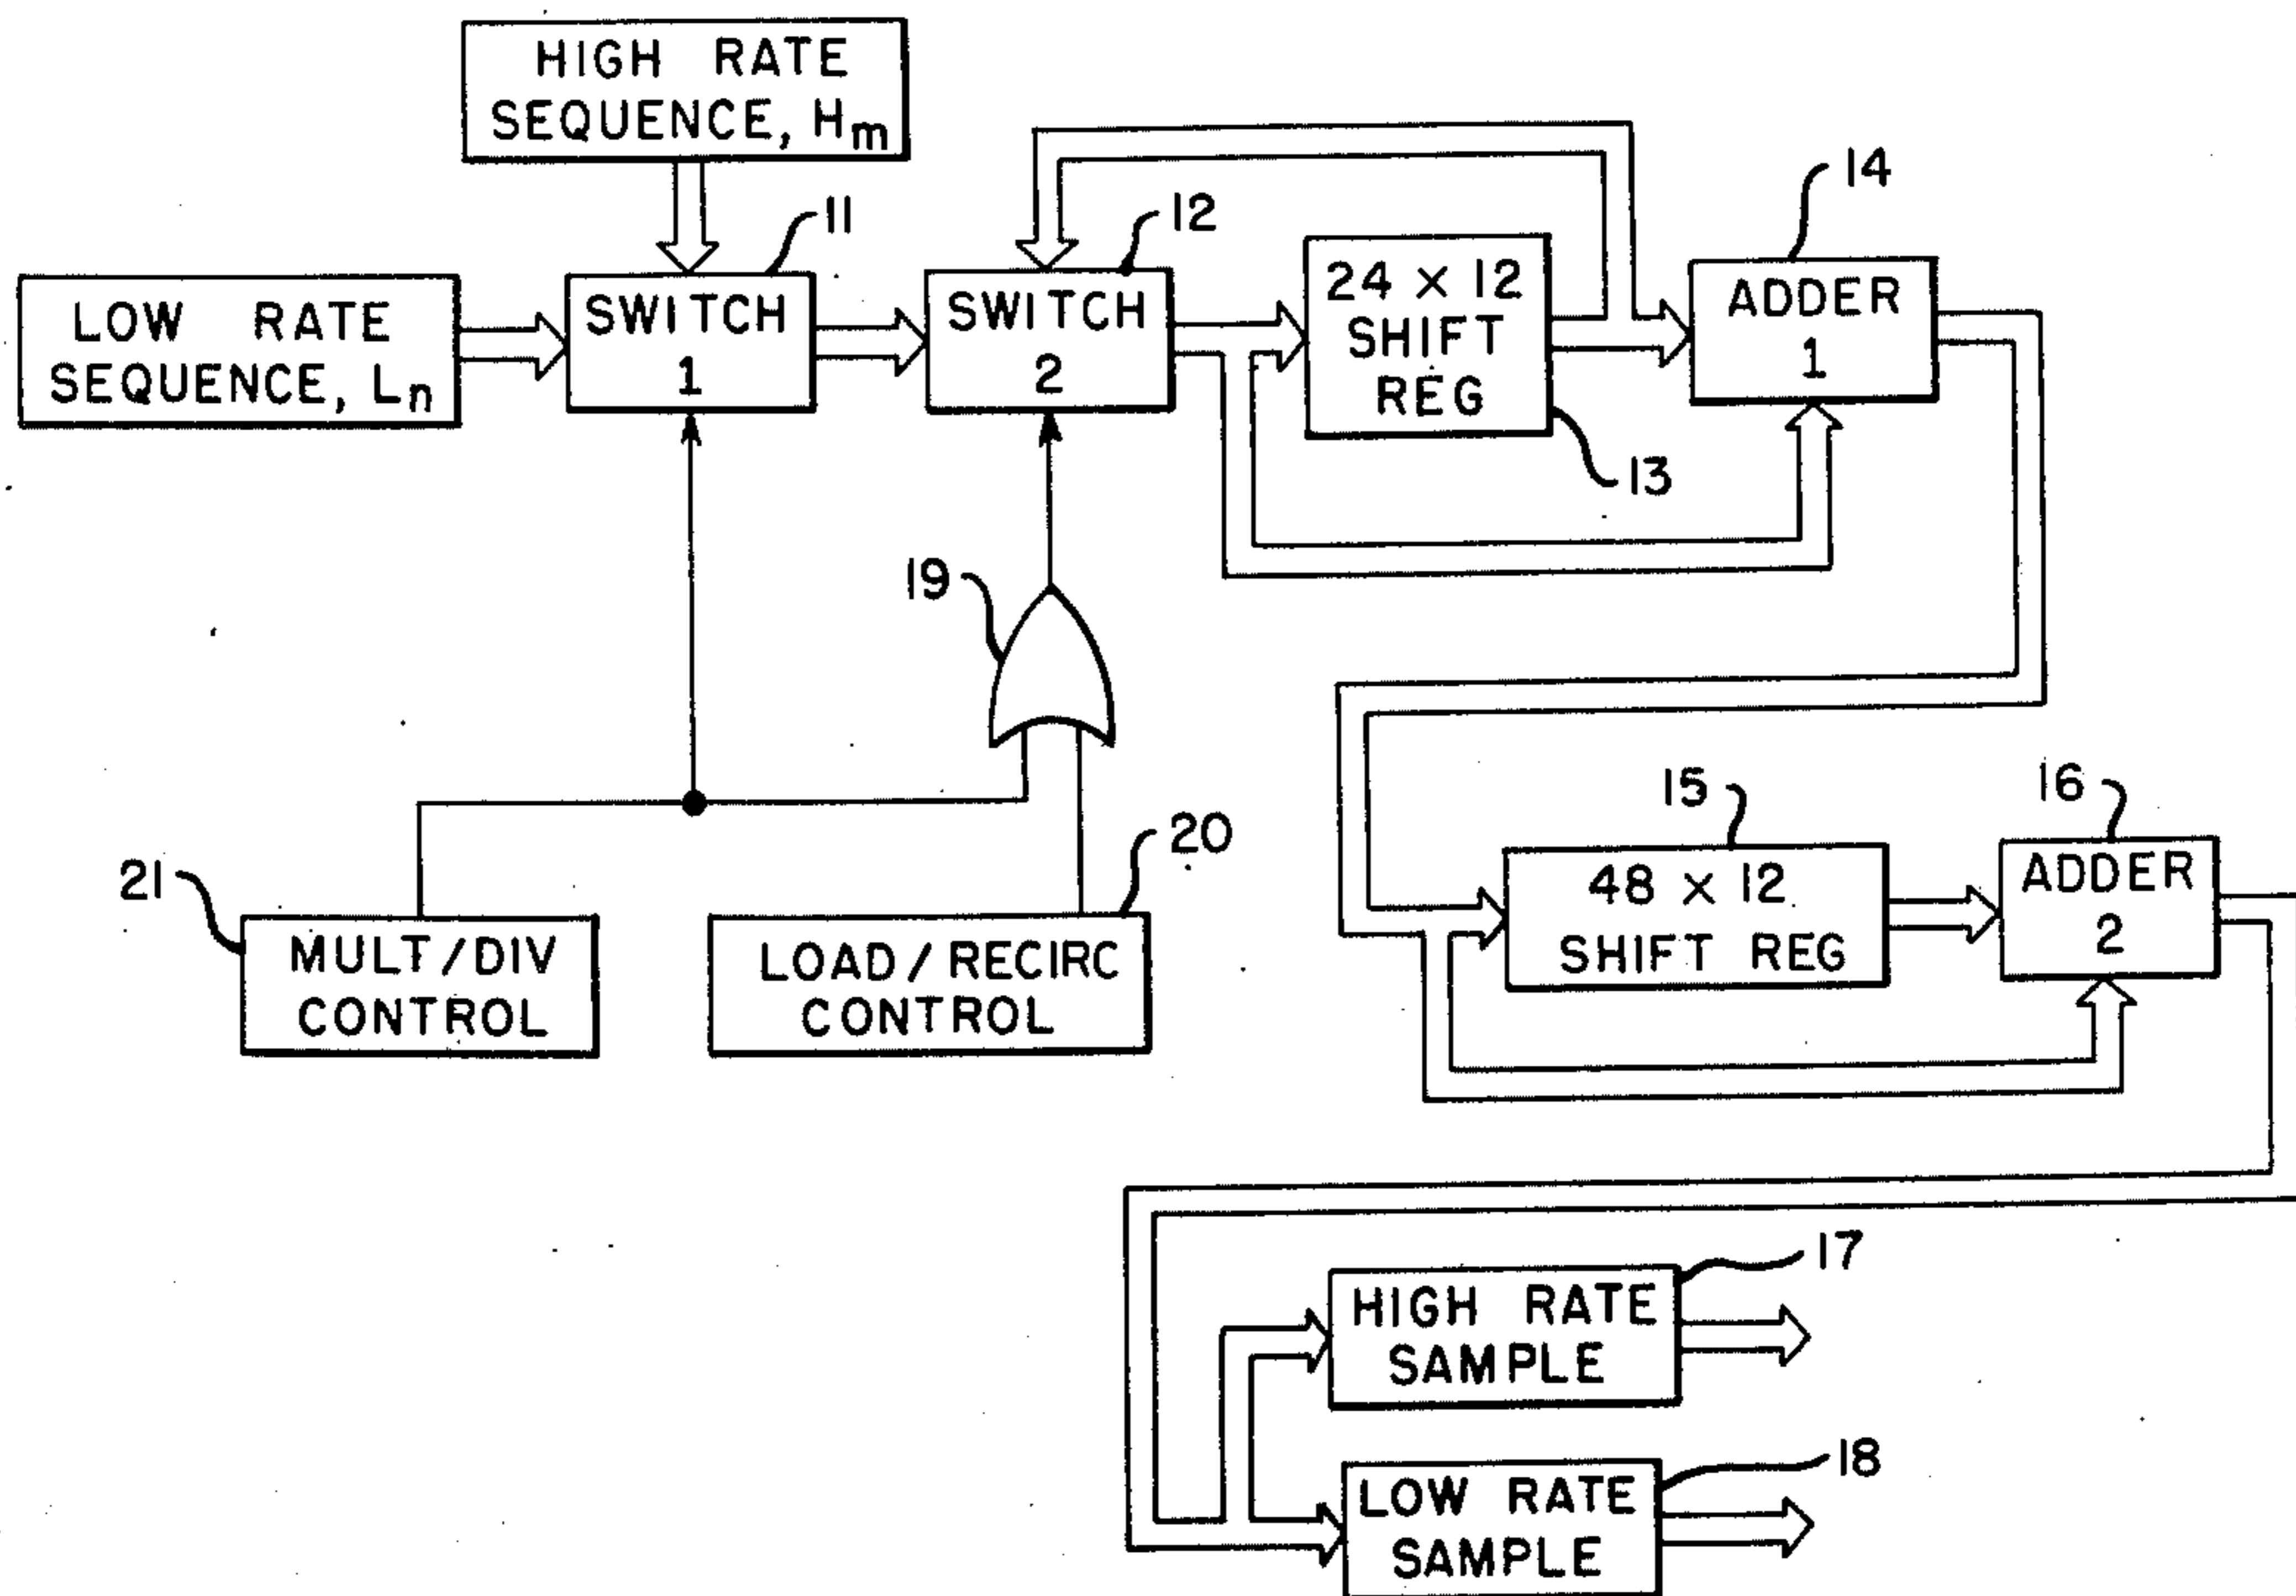 HIGH RATE
SEQUENCE, Hm
LOW RATE
SEQUENCE, Ln
11
SWITCH
1
12
SWITCH
2
24 × 12
SHIFT
REG
13
14
ADDER
1
19
15
48 × 12
SHIFT REG
16
ADDER
2
21
MULT/DIV
CONTROL
20
LOAD/RECIRC
CONTROL
17
HIGH RATE
SAMPLE
18
LOW RATE
SAMPLE